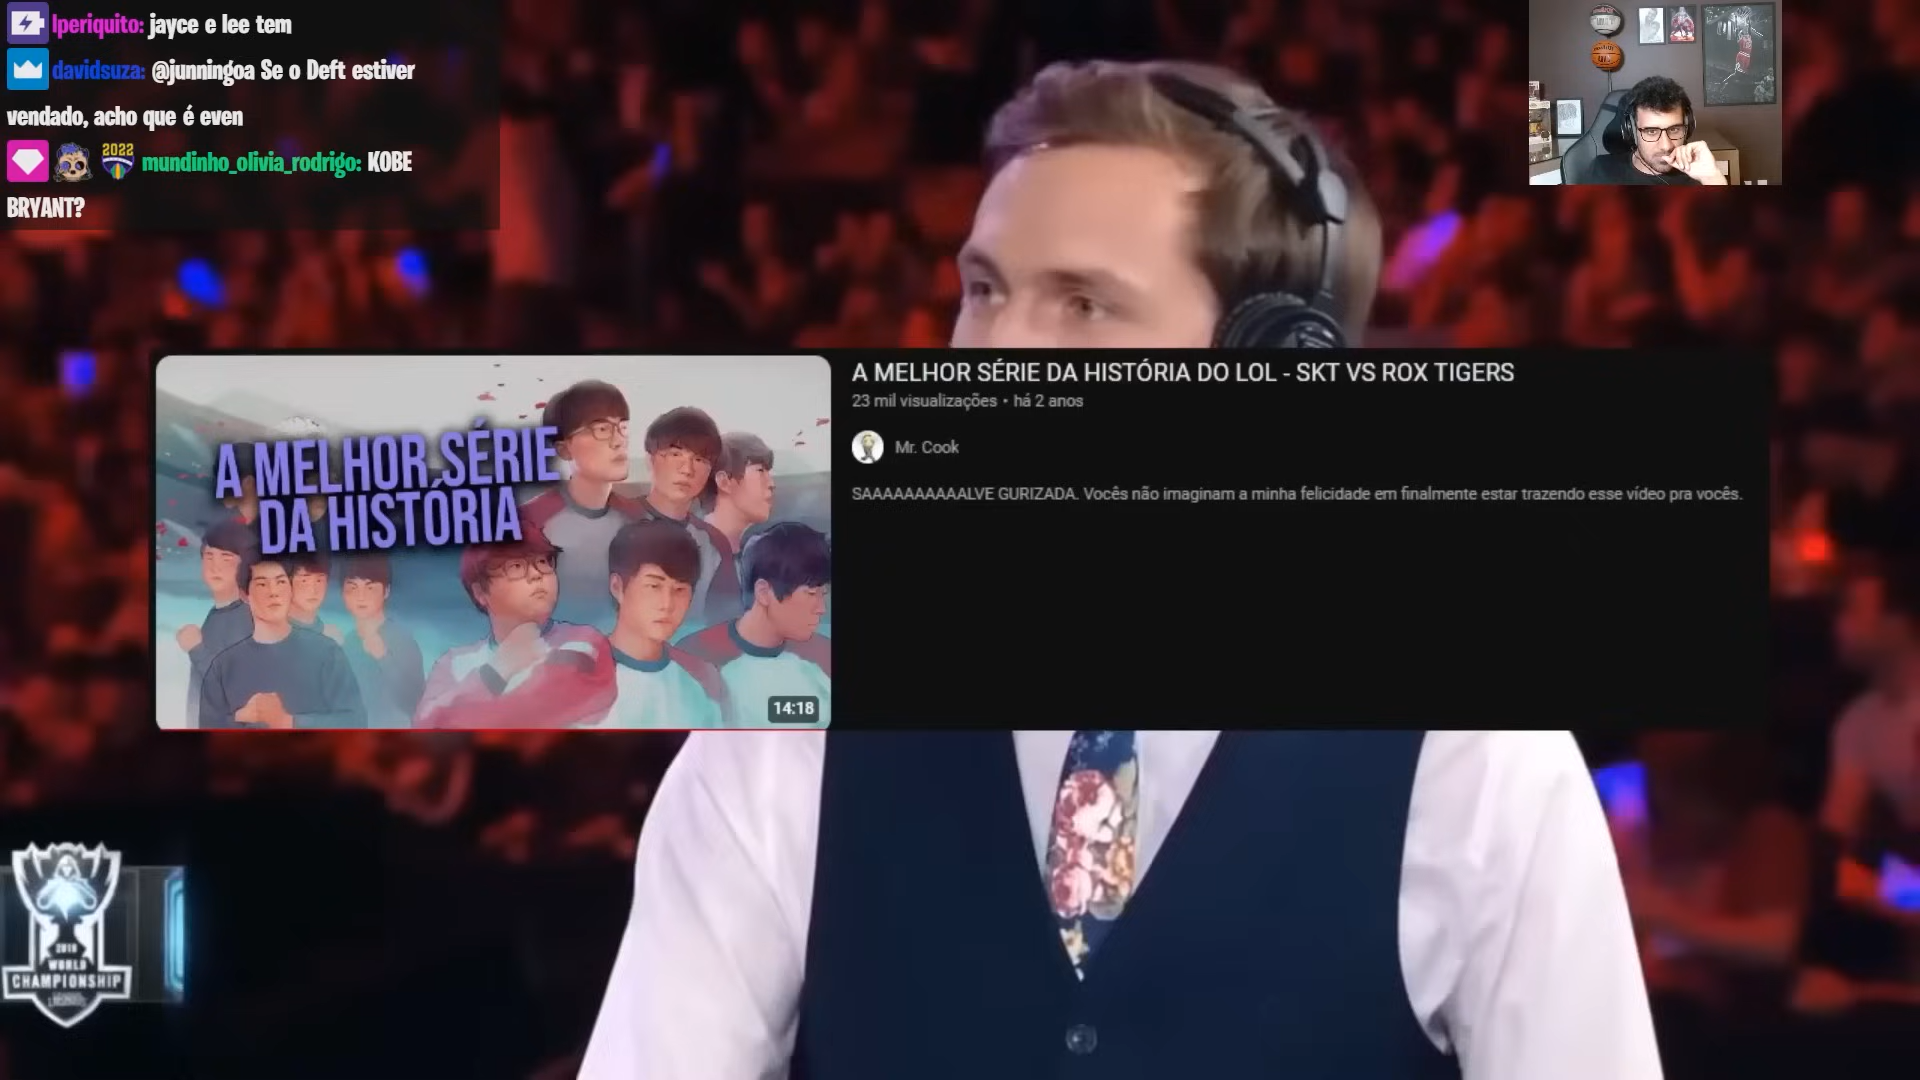 lperiquito: jayce e lee tem
davidsuza: @junningoa Se o Deft estiver
vendado, acho que é even
2022
mundinho_olivia_rodrigo: KOBE
BRYANT?
A MELHOR SÉRIE
DA HISTÓRIA
14:18
A MELHOR SÉRIE DA HISTÓRIA DO LOL - SKT VS ROX TIGERS
23 mil visualizações • há 2 anos
Mr. Cook
SAAAAAAAAAALVE GURIZADA. Vocês não imaginam a minha felicidade em finalmente estar trazendo esse vídeo pra vocês.
WORLD
CHAMPIONSHIP